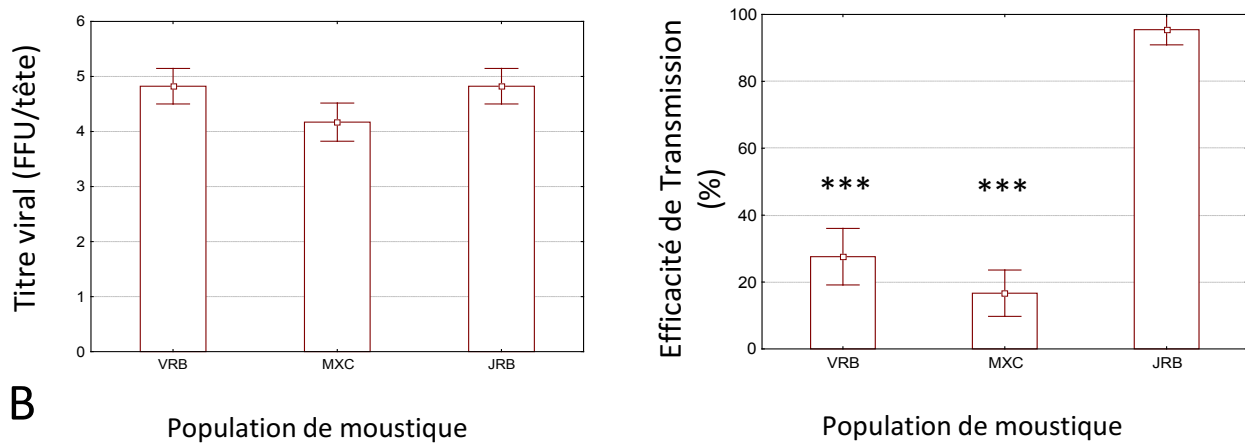 Titre viral (FFU/tête)
6
5
4
3
2
1
0
VRB MXC JRB
B
Population de moustique
Efficacité de Transmission
(%)
100
80
60
40
20
0
*** ***
VRB MXC JRB
Population de moustique